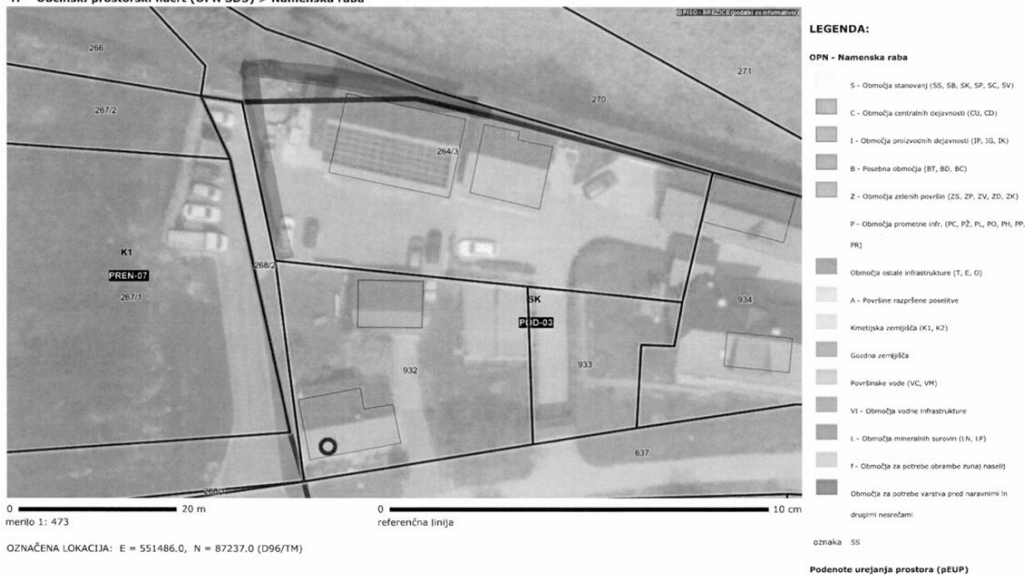 Občinski prostorski načrt (OPN SD3) > Namenska raba
© PISO - BREŽICE (podatki so informativni)
266
267/2
270
271
264/3
K1
PREN-07
267/1
268/2
SK
POD-03
932
933
934
637
LEGENDA:
OPN - Namenska raba
S - Območja stanovanj (SS, SB, SK, SP, SC, SV)
C - Območja centralnih dejavnosti (CU, CD)
I - Območja proizvodnih dejavnosti (IP, IG, IK)
B - Posebna območja (BT, BD, BC)
Z - Območja zelenih površin (ZS, ZP, ZV, ZD, ZK)
P - Območja prometne infr. (PC, PŽ, PL, PO, PH, PP,
PR)
Območja ostale infrastrukture (T, E, O)
A - Površine razpršene poselitve
Kmetijska zemljišča (K1, K2)
Gozdna zemljišča
Površinske vode (VC, VM)
VI - Območja vodne infrastrukture
L - Območja mineralnih surovin (LN, LP)
f - Območja za potrebe obrambe zunaj naselij
Območja za potrebe varstva pred naravnimi in
drugimi nesrečami
oznaka SS
Podenote urejanja prostora (pEUP)
0 20 m
merilo 1: 473
0 10 cm
referenčna linija
OZNAČENA LOKACIJA: E = 551486.0, N = 87237.0 (D96/TM)